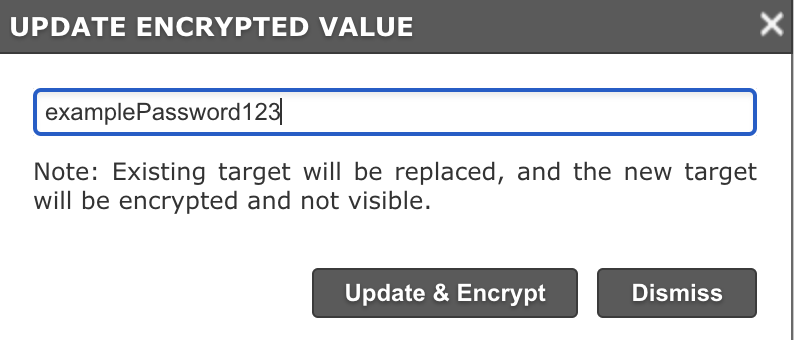 UPDATE ENCRYPTED VALUE
examplePassword123
Note: Existing target will be replaced, and the new target
will be encrypted and not visible.
Update & Encrypt
Dismiss